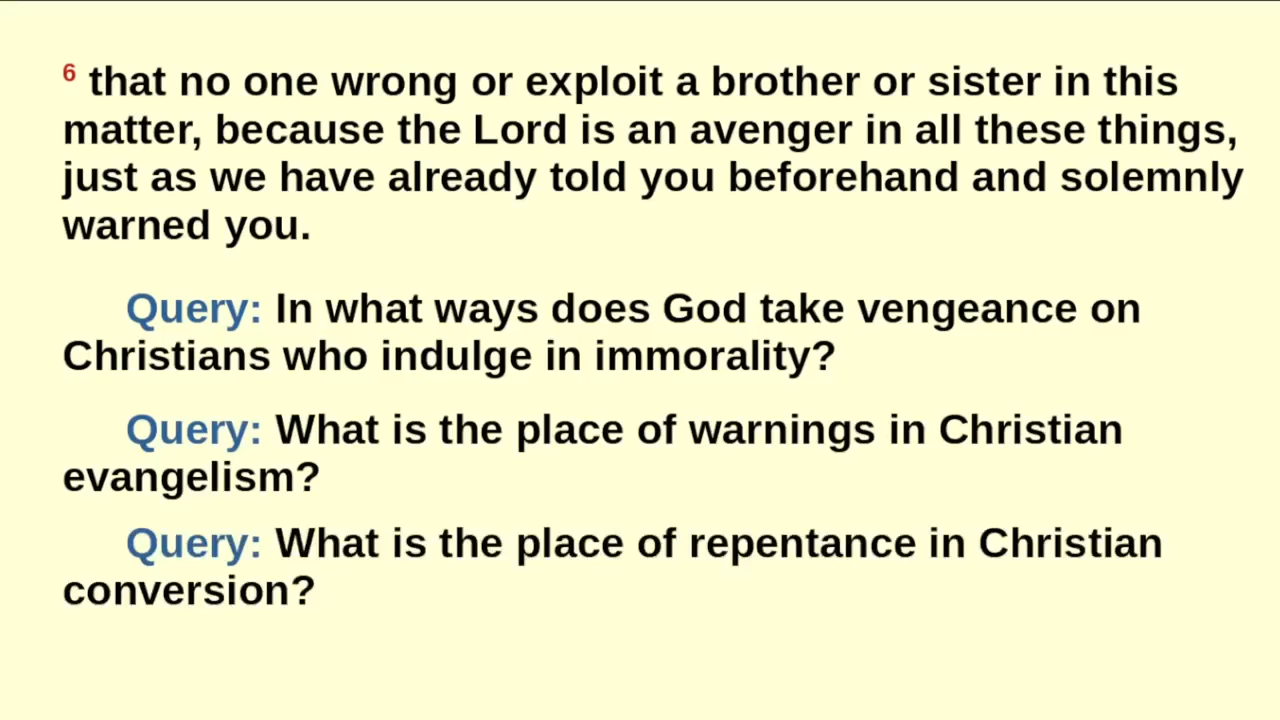 6 that no one wrong or exploit a brother or sister in this
matter, because the Lord is an avenger in all these things,
just as we have already told you beforehand and solemnly
warned you.
Query: In what ways does God take vengeance on
Christians who indulge in immorality?
Query: What is the place of warnings in Christian
evangelism?
Query: What is the place of repentance in Christian
conversion?